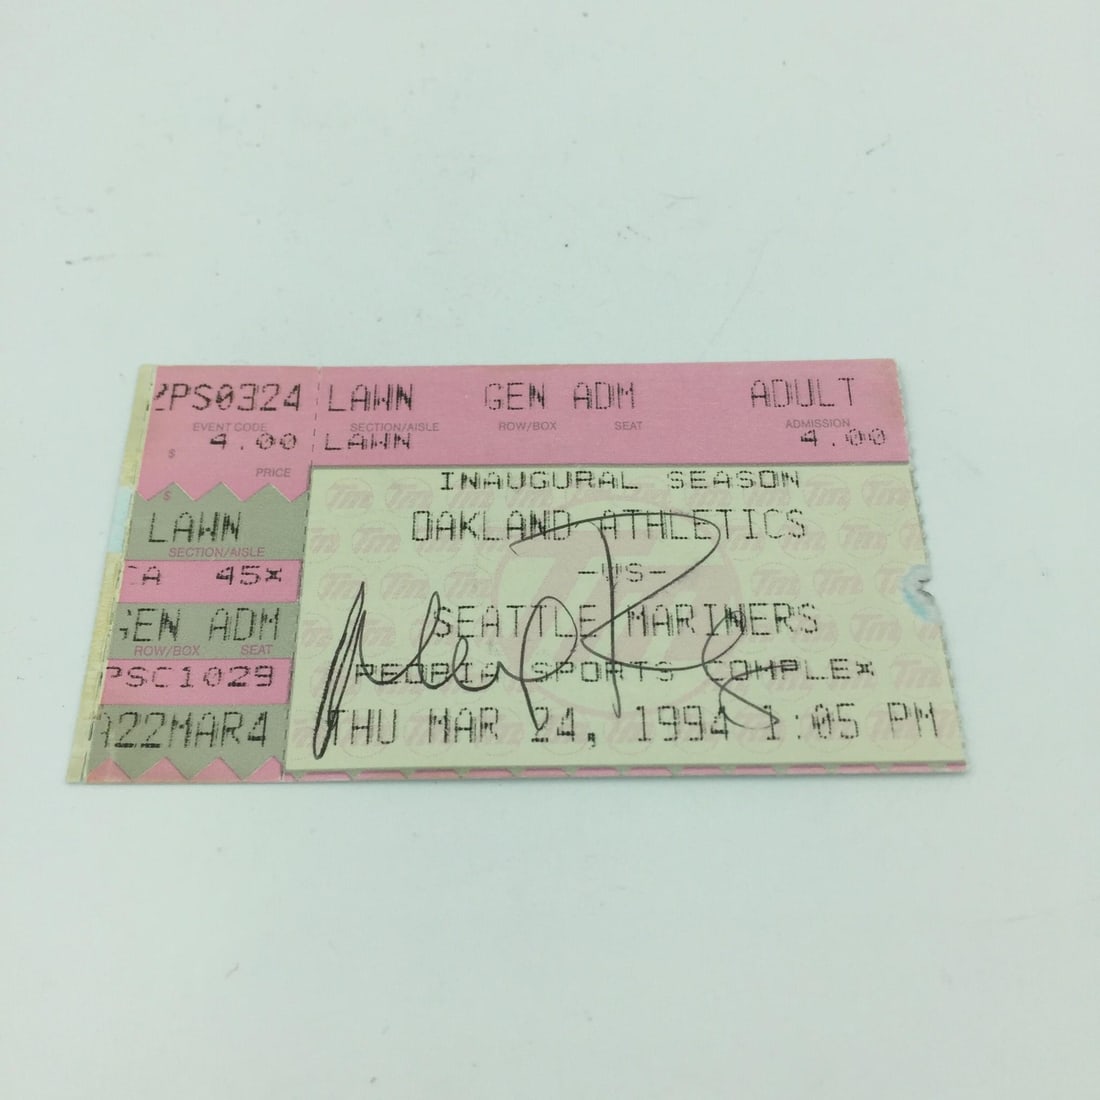 2PS0324
EVENT CODE
$ 4.00
PRICE
$
LAWN
SECTION/AISLE
CA 45x
GEN ADM
ROW/BOX SEAT
PSC1029
A22MAR4
LAWN GEN ADM ADULT
SECTION/AISLE ROW/BOX SEAT ADMISSION
LAWN 4.00
INAUGURAL SEASON
OAKLAND ATHLETICS
-VS-
SEATTLE MARINERS
PEORIA SPORTS COMPLEX
THU MAR 24, 1994 1:05 PM